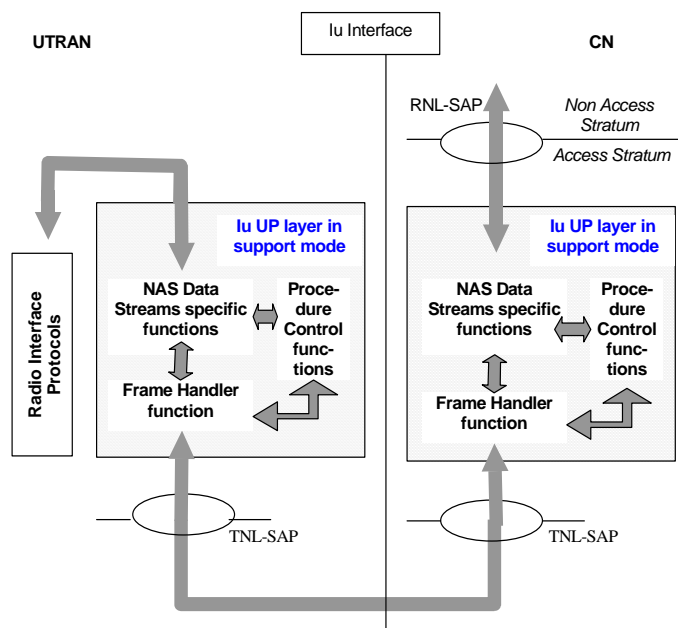 Iu Interface
UTRAN
CN
RNL-SAP
Non Access
Stratum
Access Stratum
Iu UP layer in
support mode
NAS Data
Streams specific
functions
Proce-
dure
Control
func-
tions
Frame Handler
function
Radio Interface
Protocols
TNL-SAP
Iu UP layer in
support mode
NAS Data
Streams specific
functions
Proce-
dure
Control
func-
tions
Frame Handler
function
TNL-SAP